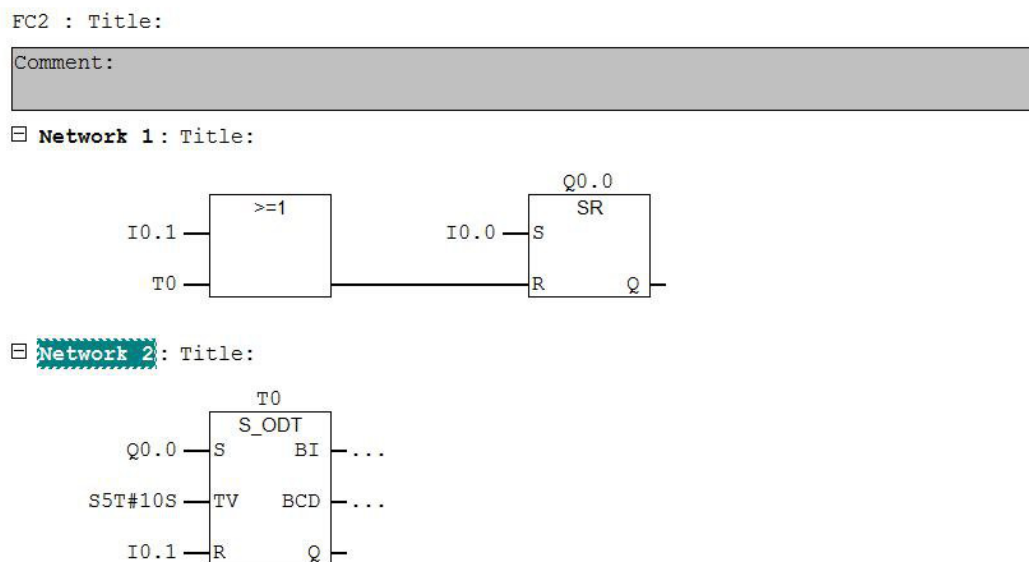 FC2 : Title:
Comment:
Network 1: Title:
Q0.0
>=1 SR
I0.1 I0.0 S
T0 R Q
Network 2: Title:
T0
S_ODT
Q0.0 S BI ...
S5T#10S TV BCD ...
I0.1 R Q